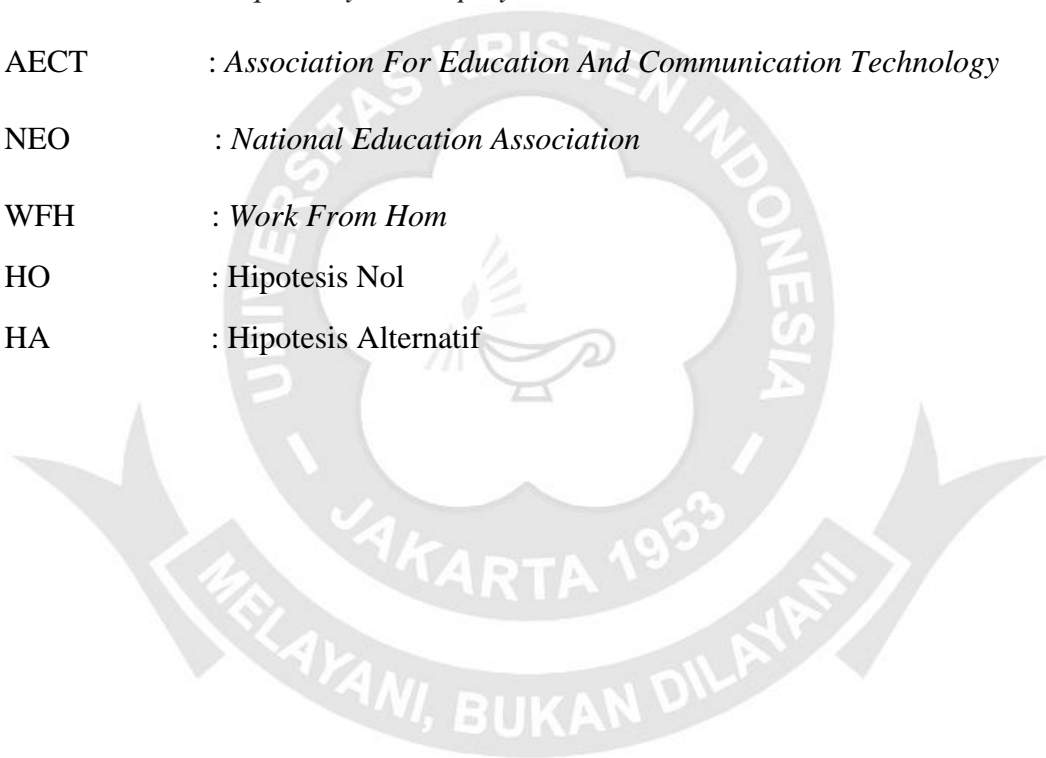 AECT : Association For Education And Communication Technology
NEO : National Education Association
WFH : Work From Hom
HO : Hipotesis Nol
HA : Hipotesis Alternatif
UNIVERSITAS KRISTEN INDONESIA
- JAKARTA 1953 -
MELAYANI, BUKAN DILAYANI